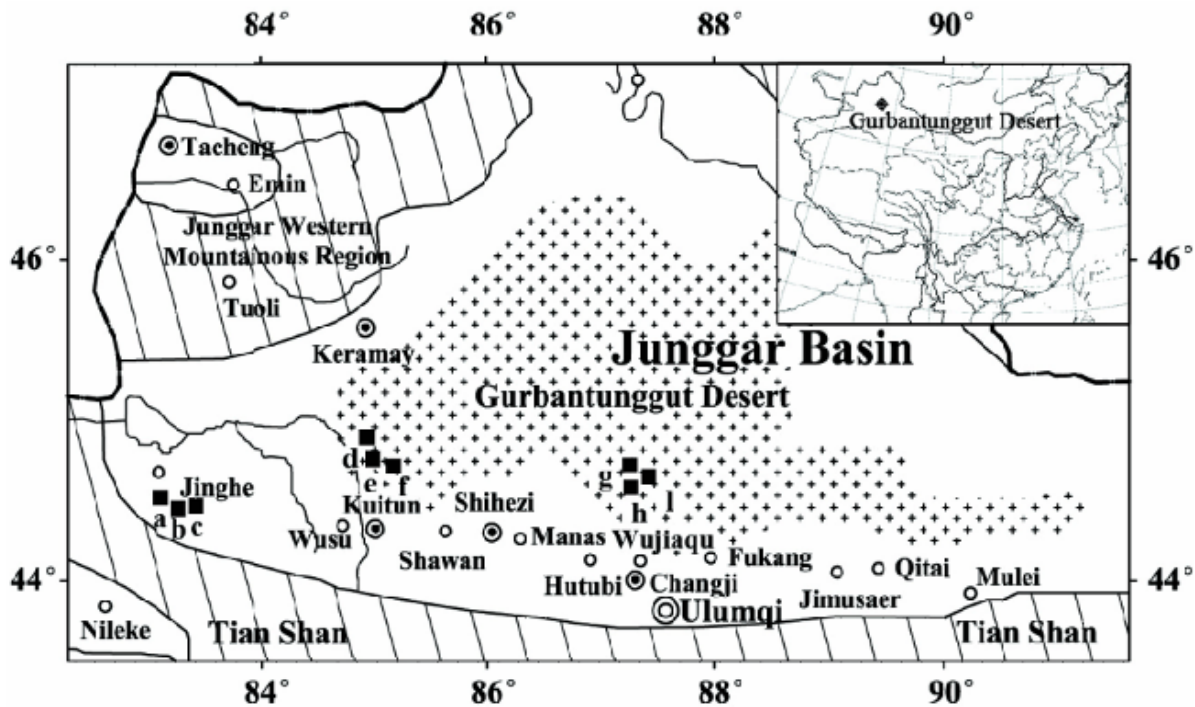 84° 86° 88° 90°
Gurbantunggut Desert
Tacheng
Emin
Junggar Western
Mountainous Region
46° 46°
Tuoli
Keramay
Junggar Basin
Gurbantunggut Desert
d
e f
g
h l
Jinghe
a b c
Kuitun
Shihezi
Wusu
Shawan
Manas Wujiaqu
Fukang
Qitai
Hutubi Changji
Jimusaer
Mulei
44° 44°
Ulumqi
Nileke
Tian Shan Tian Shan
84° 86° 88° 90°